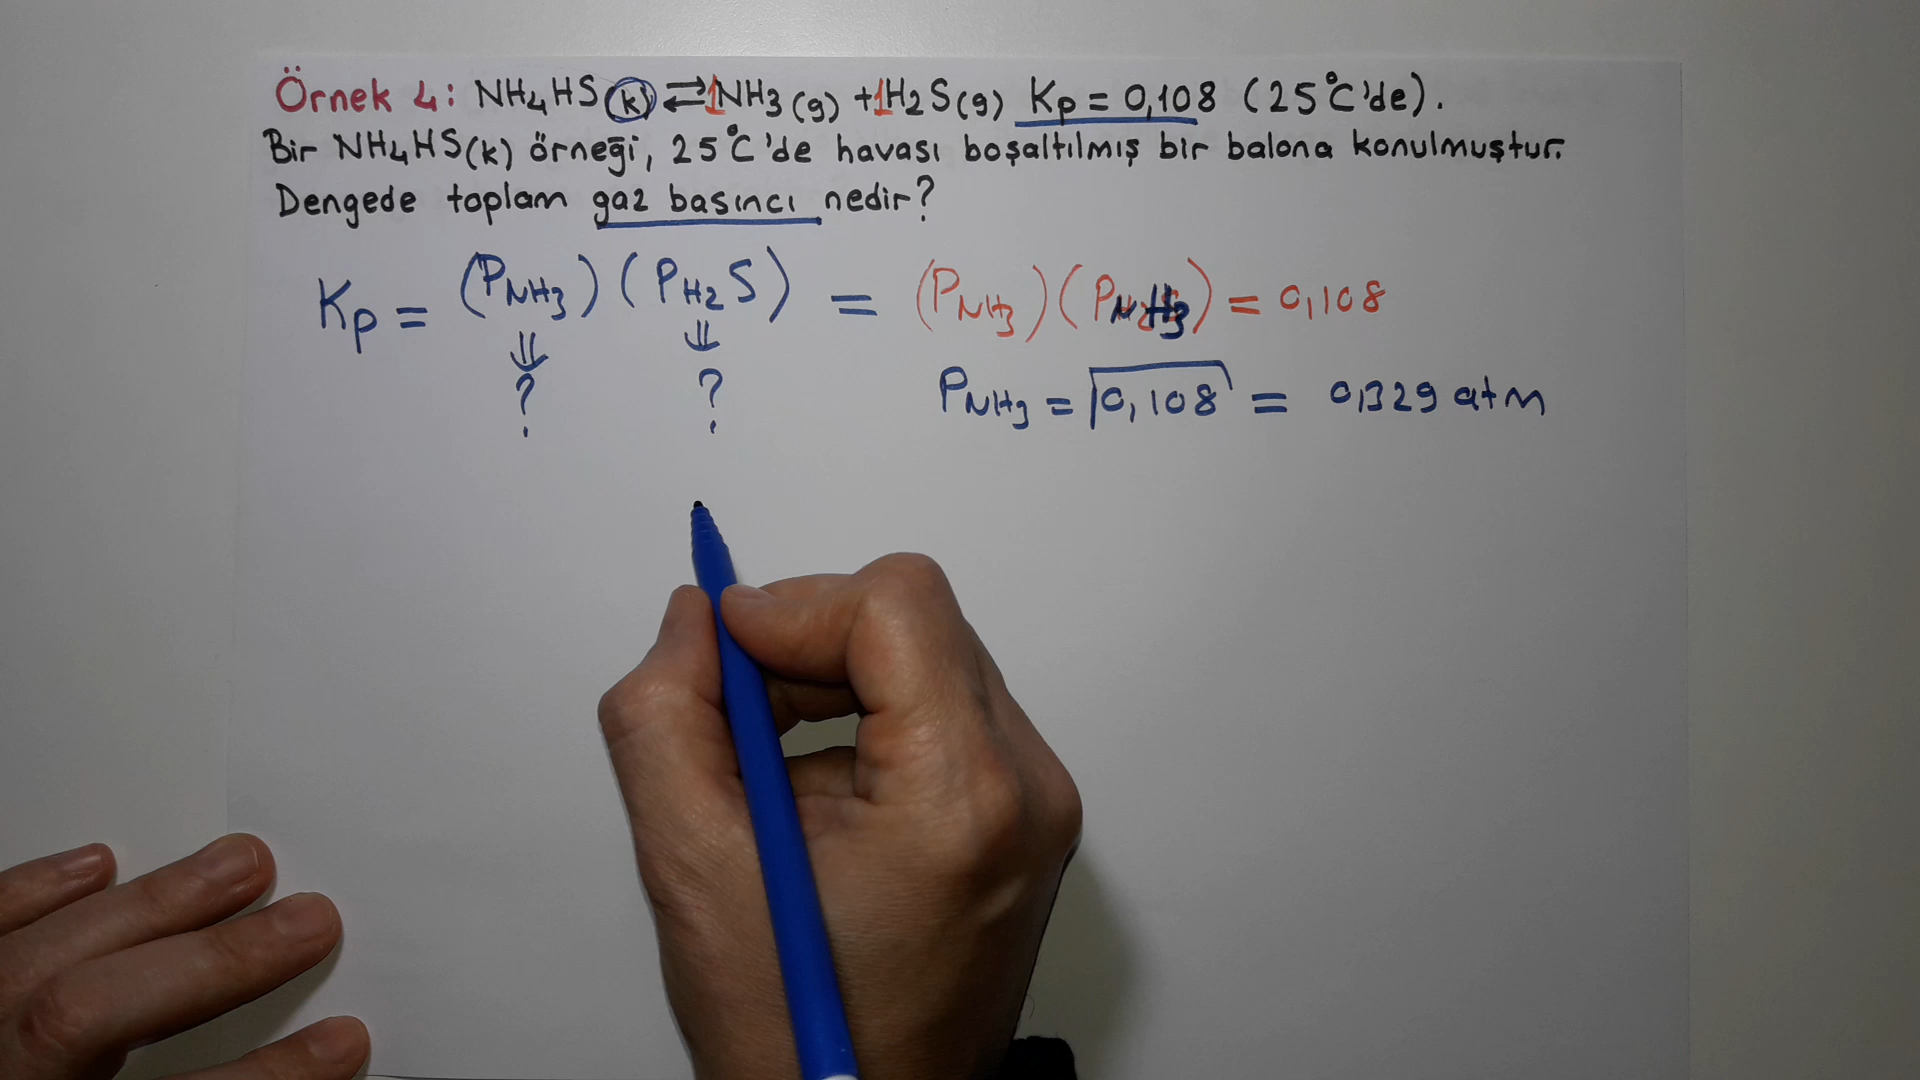 Örnek 4: NH4HS(k) ⇄ 1NH3(g) + 1H2S(g) Kp = 0,108 (25°C'de).
Bir NH4HS(k) örneği, 25°C'de havası boşaltılmış bir balona konulmuştur.
Dengede toplam gaz basıncı nedir?
Kp = (PNH3) (PH2S) = (PNH3) (PNH3) = 0,108
⇓ ⇓
? ?
PNH3 = √0,108 = 0,329 atm